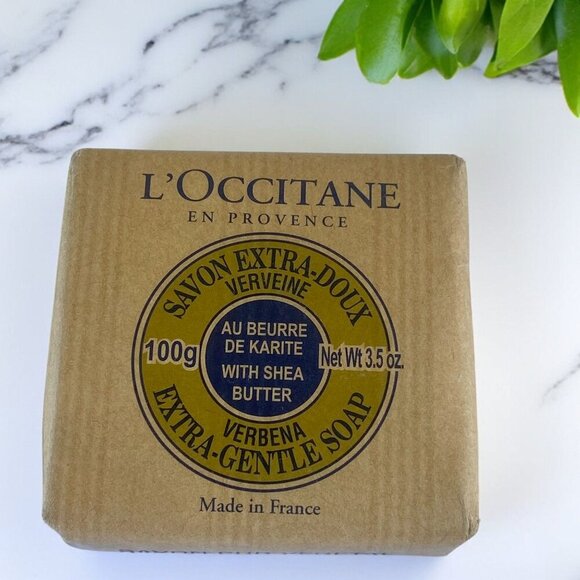 L'OCCITANE
EN PROVENCE
SAVON EXTRA-DOUX
VERVEINE
AU BEURRE
DE KARITE
100g
Net Wt 3.5 oz.
WITH SHEA
BUTTER
VERBENA
EXTRA-GENTLE SOAP
Made in France